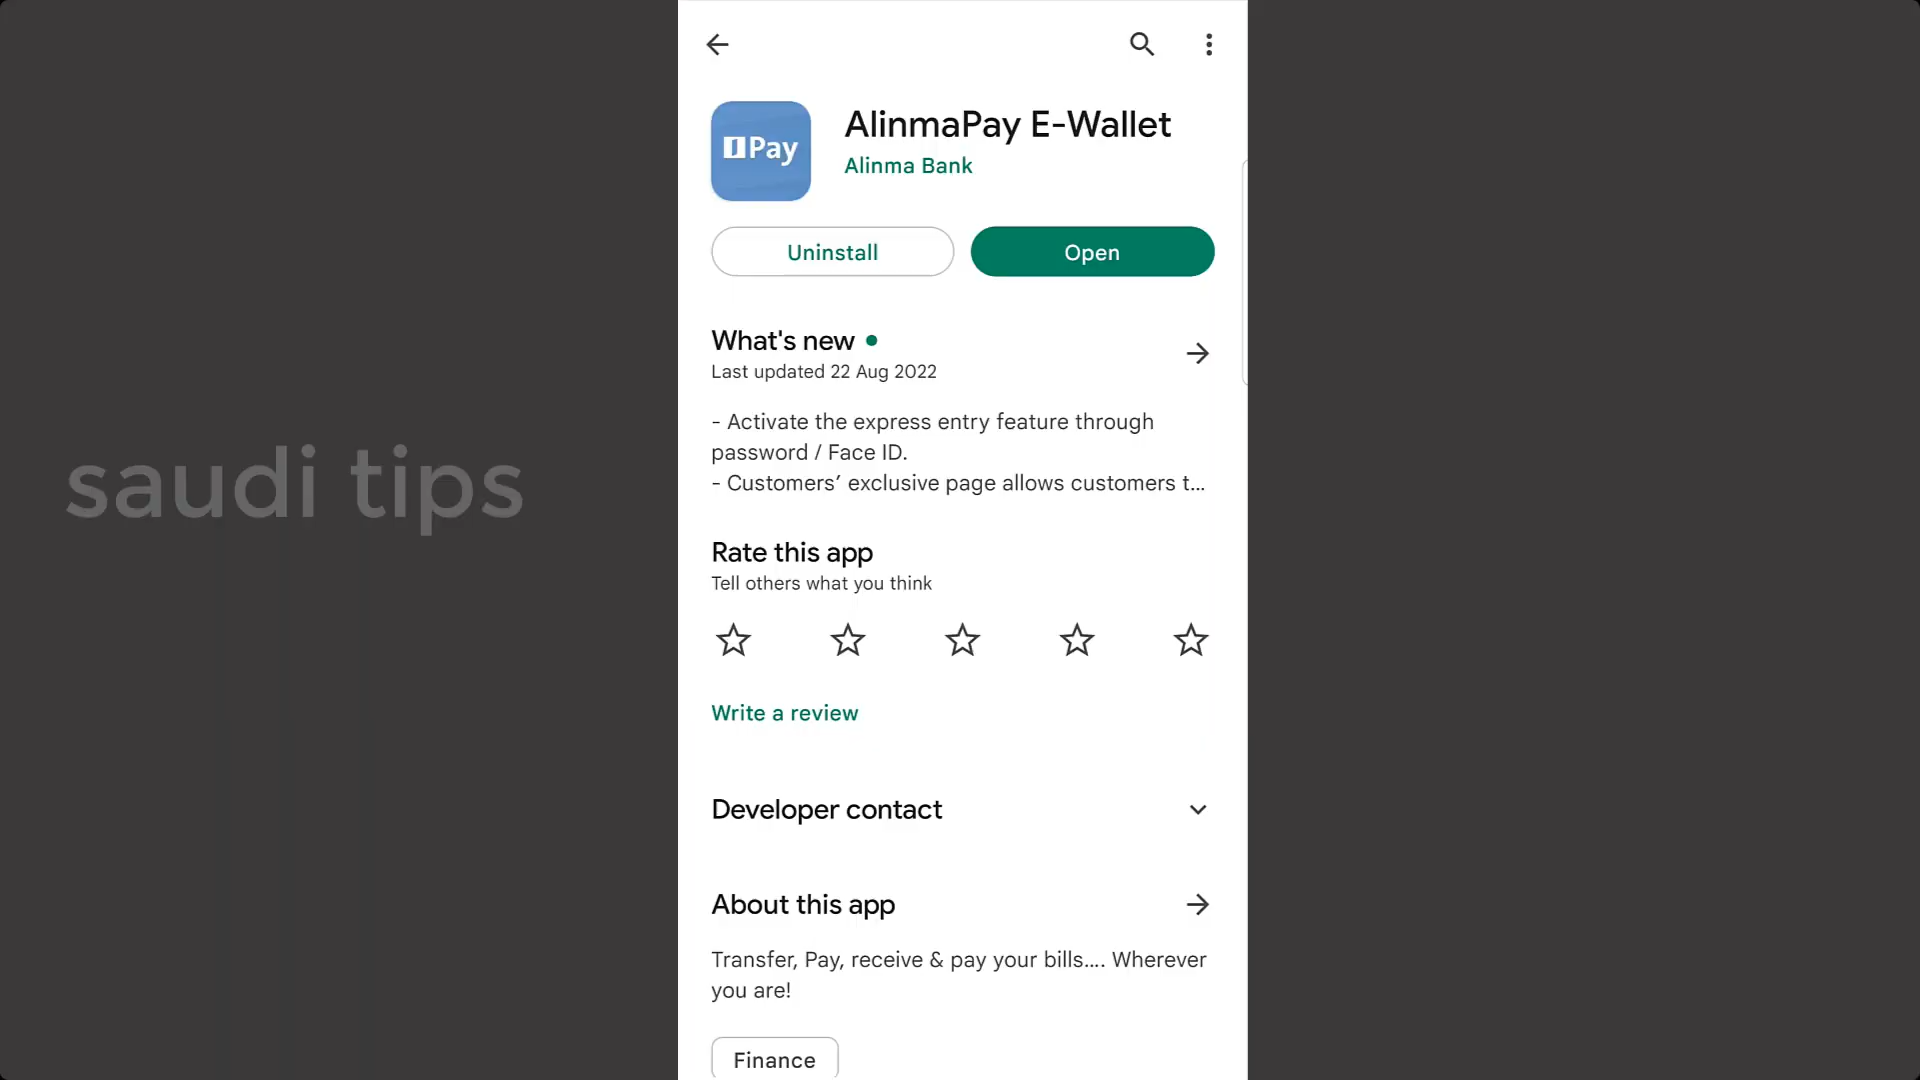 AlinmaPay E-Wallet
Pay
Alinma Bank
Uninstall
Open
What's new
Last updated 22 Aug 2022
- Activate the express entry feature through
password / Face ID.
- Customers’ exclusive page allows customers t...
saudi tips
Rate this app
Tell others what you think
Write a review
Developer contact
About this app
Transfer, Pay, receive & pay your bills.... Wherever
you are!
Finance